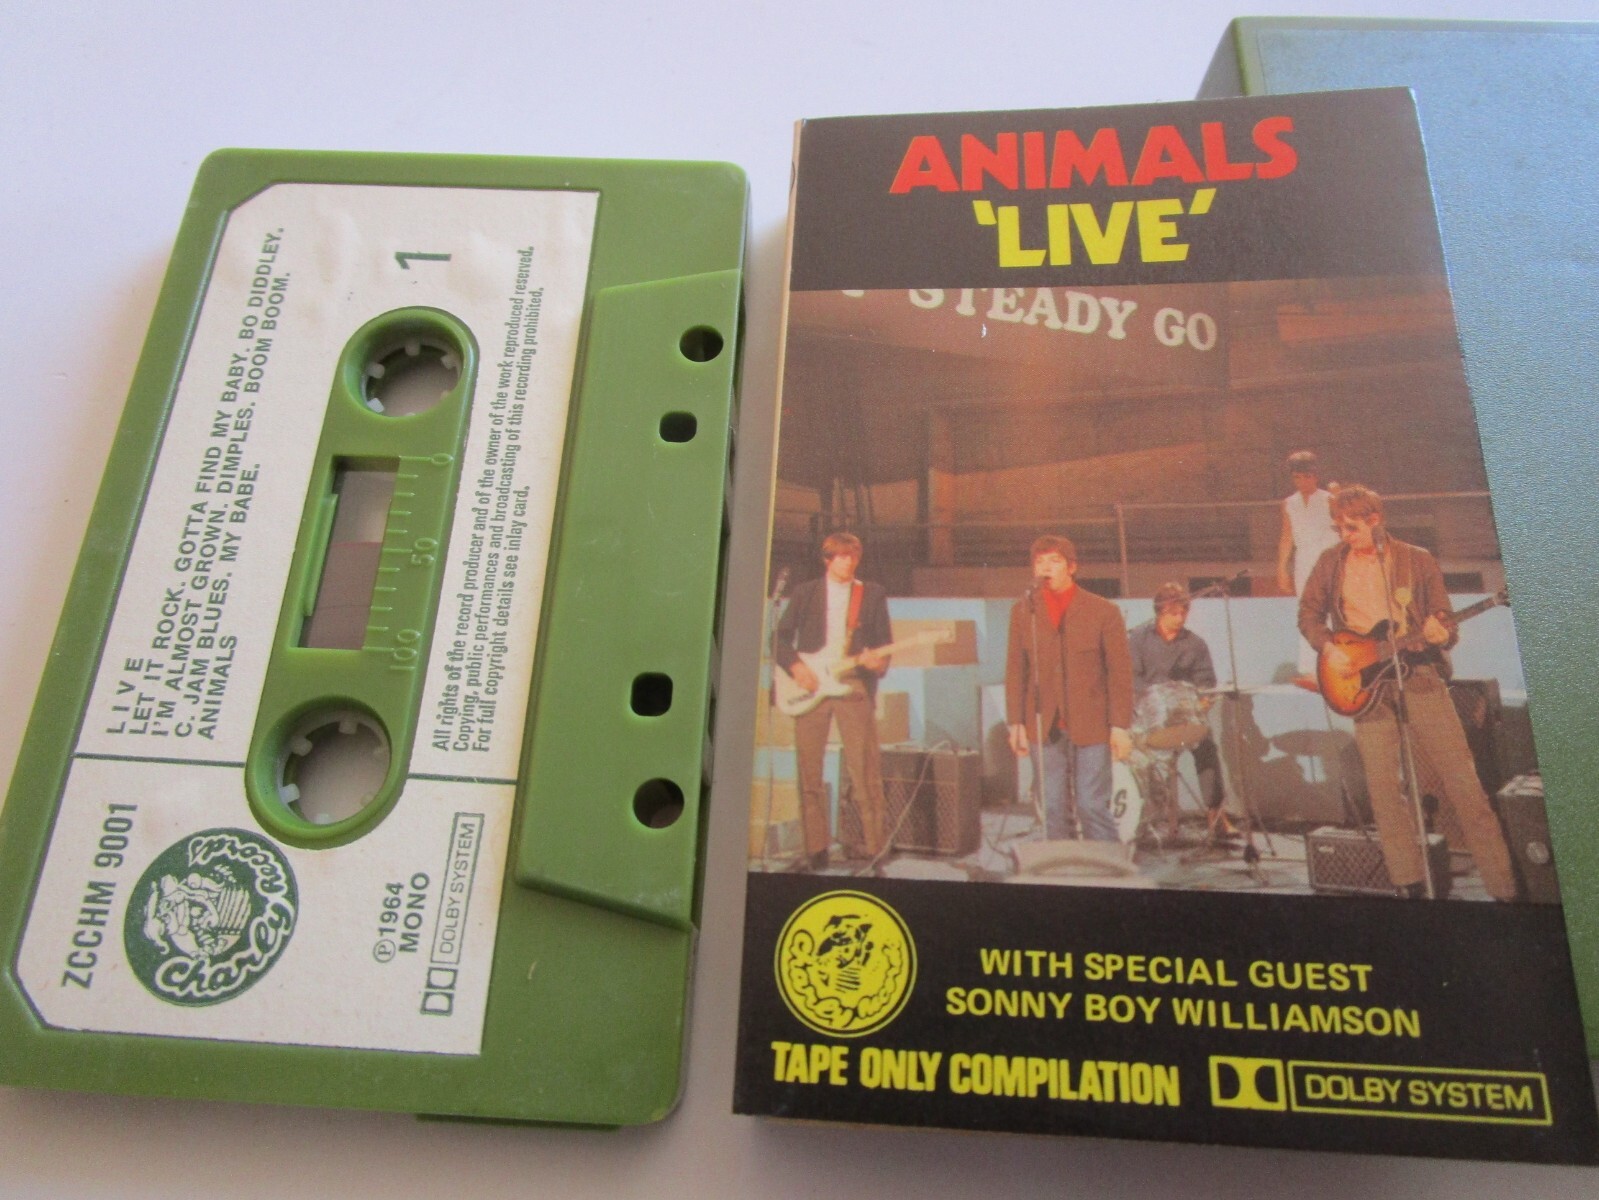 LIVE
LET IT ROCK. GOTTA FIND MY BABY. BO DIDDLEY.
I'M ALMOST GROWN. DIMPLES. BOOM BOOM.
C. JAM BLUES. MY BABE.
ANIMALS
1
0
50
100
All rights of the record producer and of the owner of the work reproduced reserved.
Copying, public performances and broadcasting of this recording prohibited.
For full copyright details see inlay card.
ZCCHM 9001
Charley
℗1964
MONO
DOLBY SYSTEM
ANIMALS
'LIVE'
STEADY GO
S
Charley
WITH SPECIAL GUEST
SONNY BOY WILLIAMSON
TAPE ONLY COMPILATION
DOLBY SYSTEM